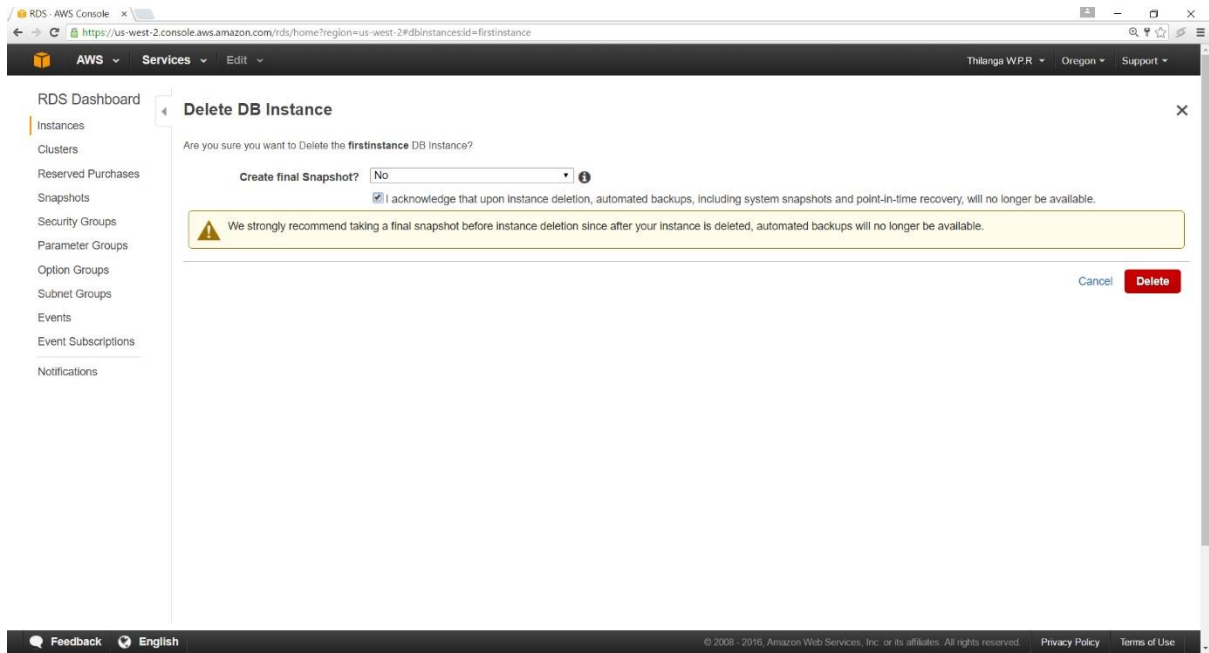 RDS · AWS Console
https://us-west-2.console.aws.amazon.com/rds/home?region=us-west-2#dbinstances:id=firstinstance
AWS Services Edit Thilanga W.P.R Oregon Support
RDS Dashboard
Instances
Clusters
Reserved Purchases
Snapshots
Security Groups
Parameter Groups
Option Groups
Subnet Groups
Events
Event Subscriptions
Notifications
Delete DB Instance
Are you sure you want to Delete the firstinstance DB Instance?
Create final Snapshot? No
I acknowledge that upon instance deletion, automated backups, including system snapshots and point-in-time recovery, will no longer be available.
We strongly recommend taking a final snapshot before instance deletion since after your instance is deleted, automated backups will no longer be available.
Cancel Delete
Feedback English © 2008 - 2016, Amazon Web Services, Inc. or its affiliates. All rights reserved. Privacy Policy Terms of Use